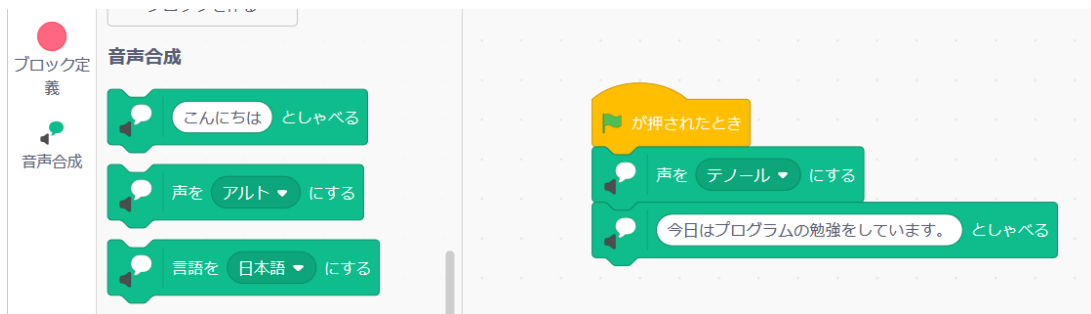 ブロック定
義
音声合成
音声合成
こんにちは としゃべる
声を アルト にする
言語を 日本語 にする
が押されたとき
声を テノール にする
今日はプログラムの勉強をしています。 としゃべる